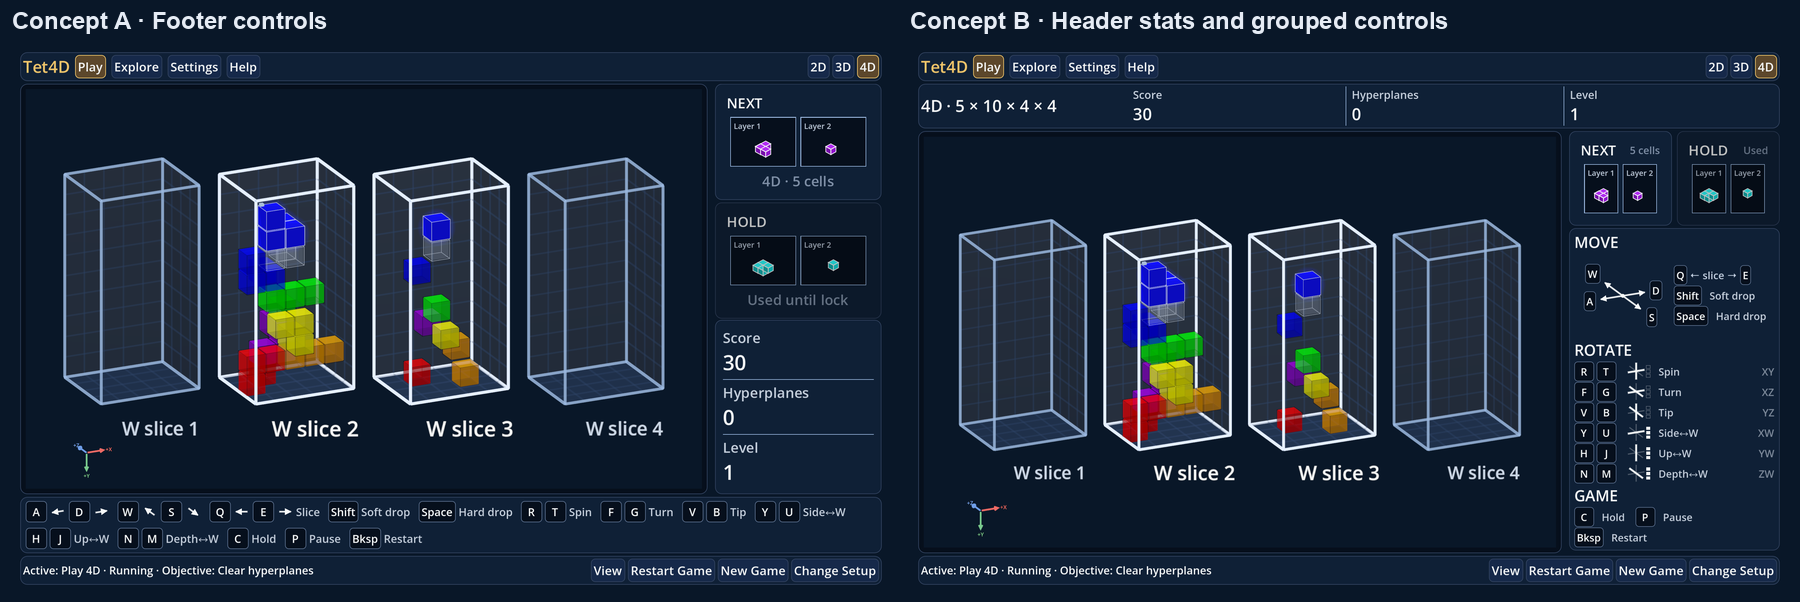 Concept A · Footer controls
Tet4D Play Explore Settings Help 2D 3D 4D
NEXT
Layer 1 Layer 2
4D · 5 cells
HOLD
Layer 1 Layer 2
Used until lock
Score
30
Hyperplanes
0
Level
1
W slice 1 W slice 2 W slice 3 W slice 4
+X
+Y
A ← D → W ↖ S ↘ Q ← E → Slice Shift Soft drop Space Hard drop R T Spin F G Turn V B Tip Y U Side↔W
H J Up↔W N M Depth↔W C Hold P Pause Bksp Restart
Active: Play 4D · Running · Objective: Clear hyperplanes View Restart Game New Game Change Setup
Concept B · Header stats and grouped controls
Tet4D Play Explore Settings Help 2D 3D 4D
4D · 5 × 10 × 4 × 4
Score
30
Hyperplanes
0
Level
1
NEXT 5 cells
Layer 1 Layer 2
HOLD Used
Layer 1 Layer 2
W slice 1 W slice 2 W slice 3 W slice 4
+X
+Y
MOVE
W A D S
Q ← slice → E
Shift Soft drop
Space Hard drop
ROTATE
R T Spin XY
F G Turn XZ
V B Tip YZ
Y U Side↔W XW
H J Up↔W YW
N M Depth↔W ZW
GAME
C Hold P Pause
Bksp Restart
Active: Play 4D · Running · Objective: Clear hyperplanes View Restart Game New Game Change Setup